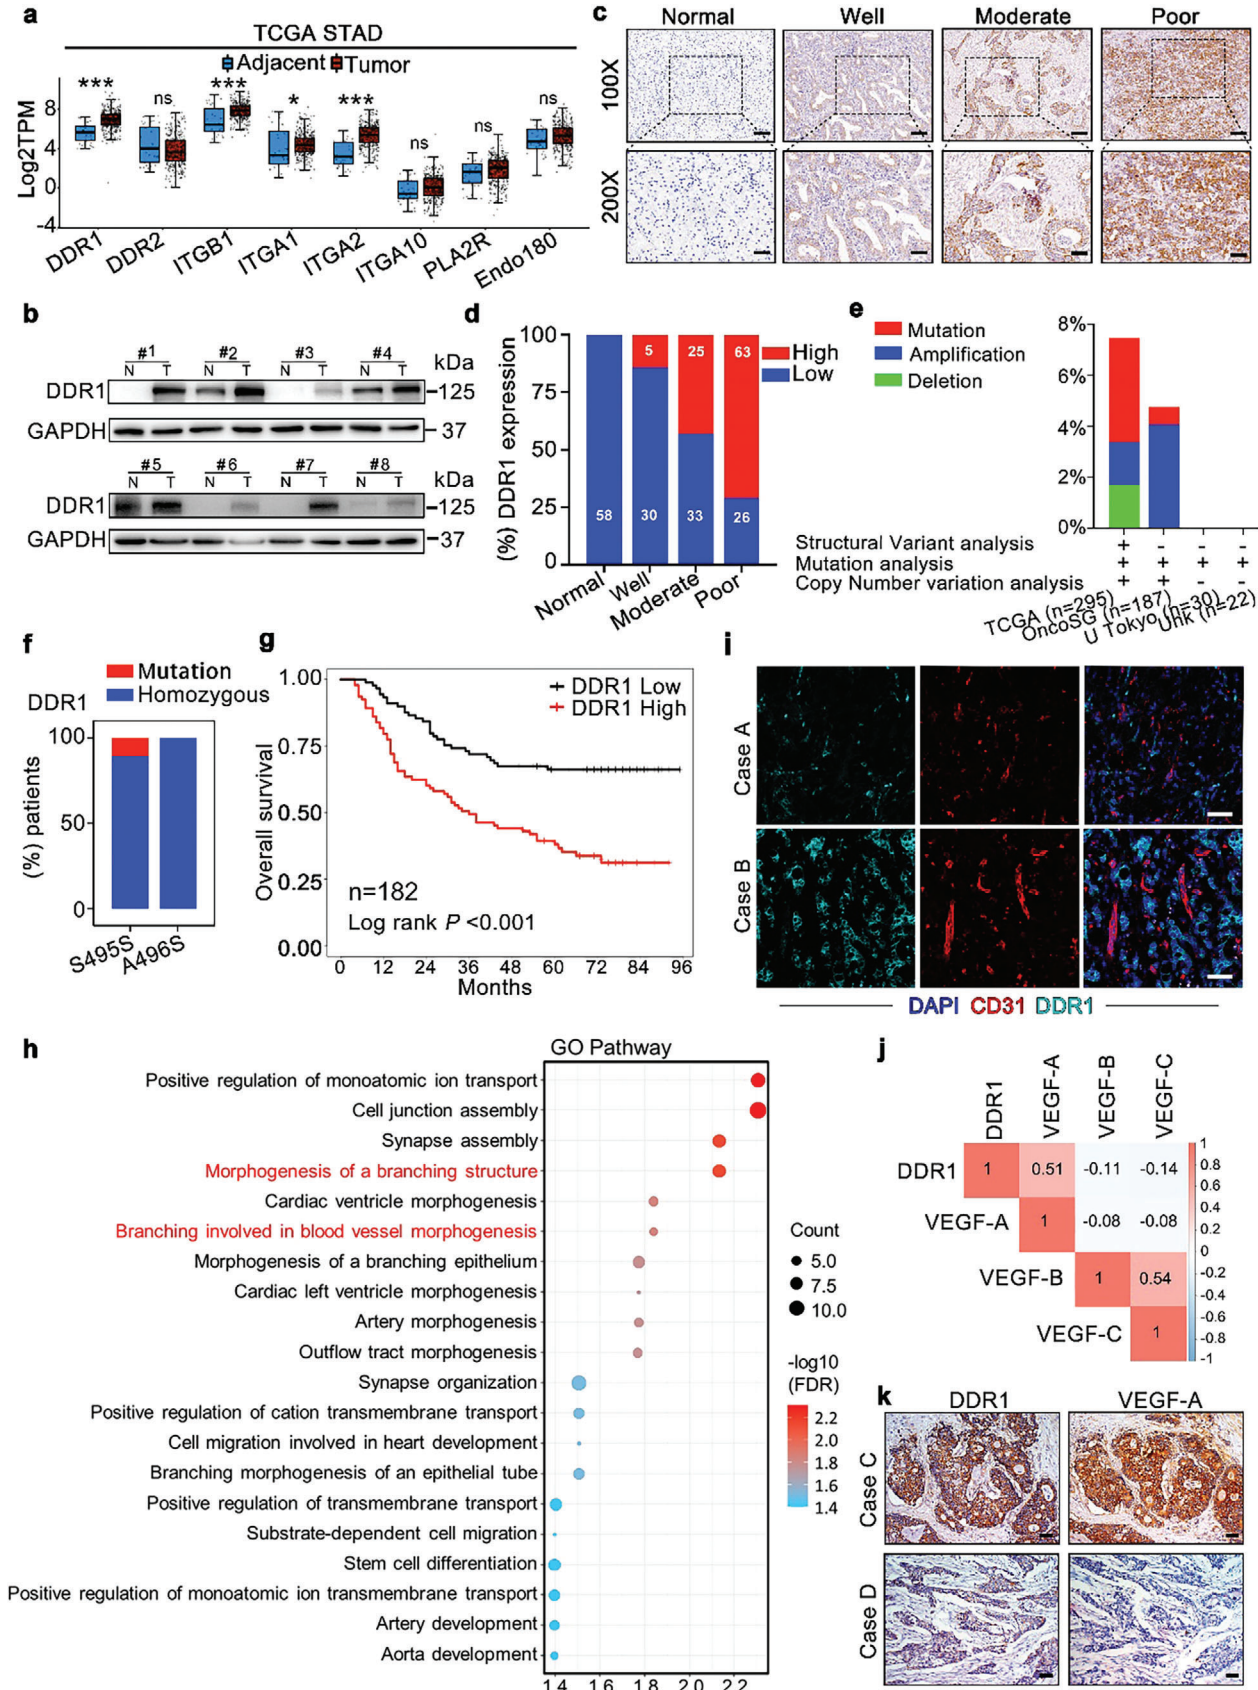 a
TCGA STAD
Adjacent Tumor
Log2TPM
8
4
0
-4
*** ns *** * *** ns ns ns
DDR1 DDR2 ITGB1 ITGA1 ITGA2 ITGA10 PLA2R Endo180
c
Normal Well Moderate Poor
100X
200X
b
#1 #2 #3 #4
N T N T N T N T kDa
DDR1 125
GAPDH 37
#5 #6 #7 #8
N T N T N T N T kDa
DDR1 125
GAPDH 37
d
(%) DDR1 expression
100
75
50
25
0
5 25 63
58 30 33 26
High
Low
Normal Well Moderate Poor
e
Mutation
Amplification
Deletion
8%
6%
4%
2%
0%
Structural Variant analysis + - - -
Mutation analysis + + + +
Copy Number variation analysis + + - -
TCGA (n=295) OncoSG (n=187) U Tokyo (n=30) Uhk (n=22)
f
Mutation
Homozygous
DDR1
(%) patients
100
50
0
S495S A496S
g
Overall survival
1.00
0.75
0.50
0.25
0.00
DDR1 Low
DDR1 High
n=182
Log rank P <0.001
0 12 24 36 48 60 72 84 96
Months
i
Case A
Case B
DAPI CD31 DDR1
h
GO Pathway
Positive regulation of monoatomic ion transport
Cell junction assembly
Synapse assembly
Morphogenesis of a branching structure
Cardiac ventricle morphogenesis
Branching involved in blood vessel morphogenesis
Morphogenesis of a branching epithelium
Cardiac left ventricle morphogenesis
Artery morphogenesis
Outflow tract morphogenesis
Synapse organization
Positive regulation of cation transmembrane transport
Cell migration involved in heart development
Branching morphogenesis of an epithelial tube
Positive regulation of transmembrane transport
Substrate-dependent cell migration
Stem cell differentiation
Positive regulation of monoatomic ion transmembrane transport
Artery development
Aorta development
1.4 1.6 1.8 2.0 2.2
Count
5.0
7.5
10.0
-log10
(FDR)
2.2
2.0
1.8
1.6
1.4
j
DDR1 VEGF-A VEGF-B VEGF-C
DDR1 1 0.51 -0.11 -0.14
VEGF-A 1 -0.08 -0.08
VEGF-B 1 0.54
VEGF-C 1
1
0.8
0.6
0.4
0.2
0
-0.2
-0.4
-0.6
-0.8
-1
k
DDR1 VEGF-A
Case C
Case D